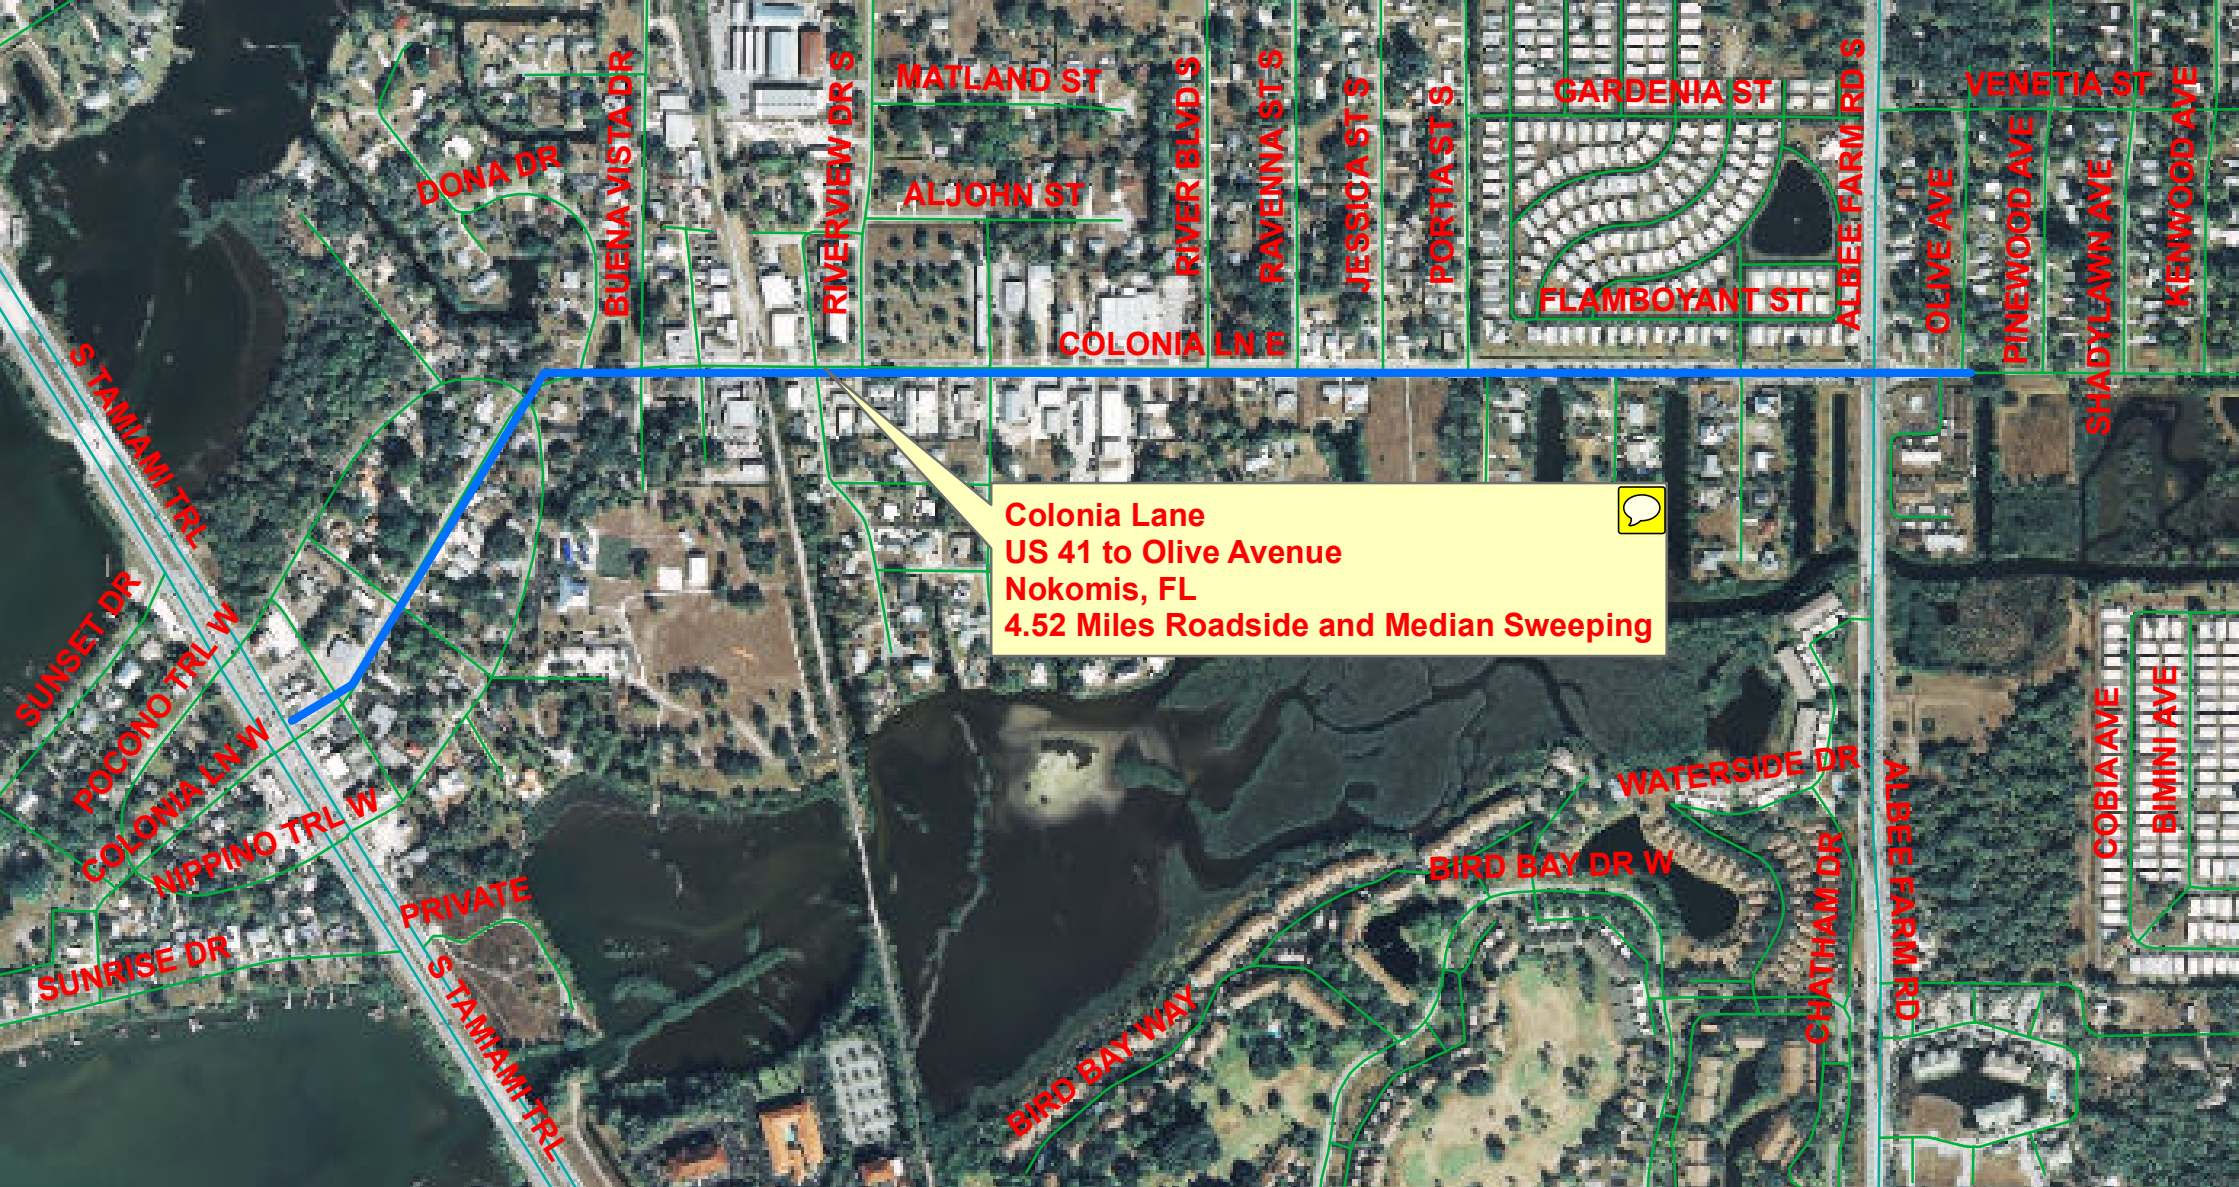 MATLAND ST
GARDENIA ST
VENETIA ST
DONA DR
BUENA VISTA DR
RIVERVIEW DR S
ALJOHN ST
RIVER BLVD S
RAVENNA ST S
JESSICA ST S
PORTIA ST S
ALBEE FARM RD S
OLIVE AVE
PINEWOOD AVE
SHADYLAWN AVE
KENWOOD AVE
FLAMBOYANT ST
COLONIA LN E
S TAMIAMI TRL
Colonia Lane
US 41 to Olive Avenue
Nokomis, FL
4.52 Miles Roadside and Median Sweeping
SUNSET DR
POCONO TRL W
COLONIA LN W
NIPPINO TRL W
PRIVATE
SUNRISE DR
S TAMIAMI TRL
WATERSIDE DR
BIRD BAY DR W
BIRD BAY WAY
CHATHAM DR
ALBEE FARM RD
COBIA AVE
BIMINI AVE